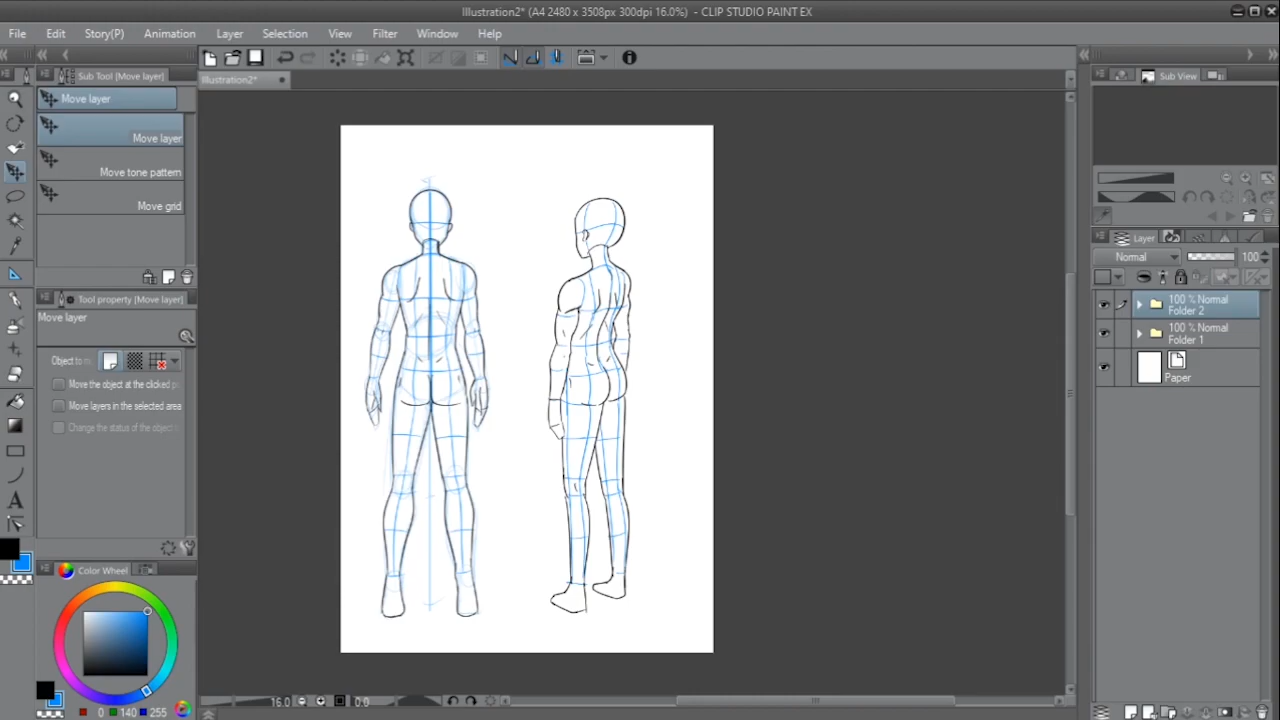 Illustration2* (A4 2480 x 3508px 300dpi 16.0%) - CLIP STUDIO PAINT EX
File Edit Story(P) Animation Layer Selection View Filter Window Help
Sub Tool [Move layer]
Illustration2*
Sub View
Move layer
Move layer
Move tone pattern
Move grid
Tool property [Move layer]
Move layer
Object to m
Move the object at the clicked p
Move layers in the selected area
Change the status of the object
Color Wheel
0 140 255
16.0
0.0
Layer
Normal 100
100 % Normal
Folder 2
100 % Normal
Folder 1
Paper